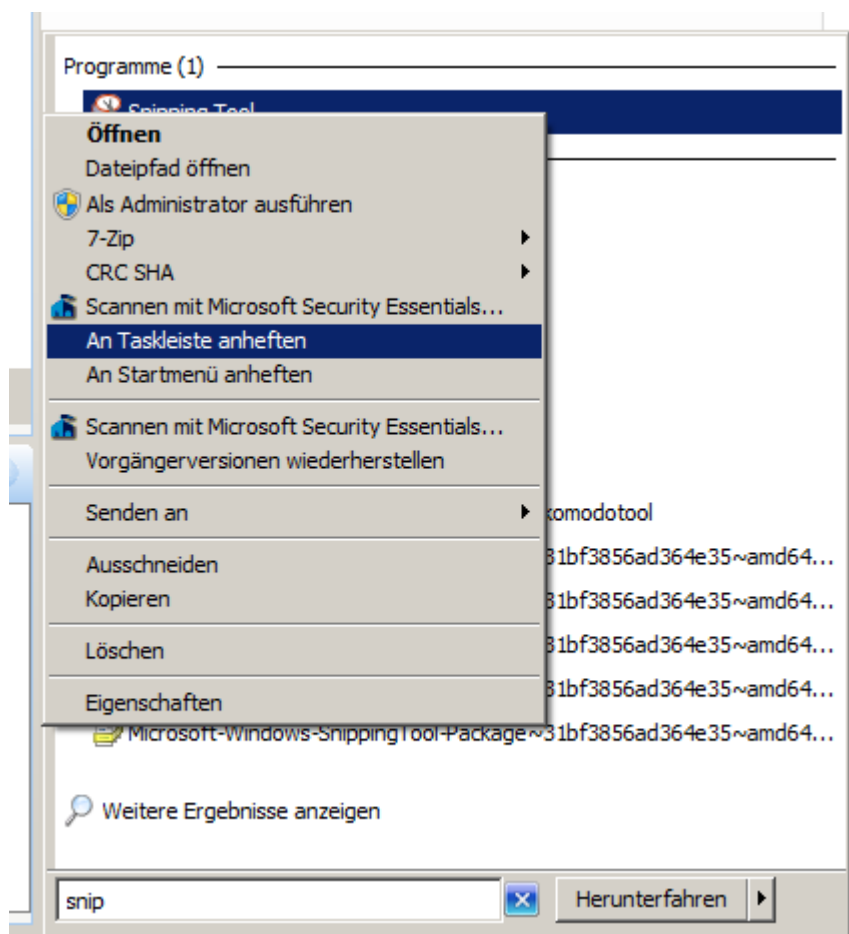 Programme (1)
Snipping Tool
Öffnen
Dateipfad öffnen
Als Administrator ausführen
7-Zip
CRC SHA
Scannen mit Microsoft Security Essentials...
An Taskleiste anheften
An Startmenü anheften
Scannen mit Microsoft Security Essentials...
Vorgängerversionen wiederherstellen
Senden an
komodotool
Ausschneiden
31bf3856ad364e35~amd64...
Kopieren
31bf3856ad364e35~amd64...
Löschen
31bf3856ad364e35~amd64...
Eigenschaften
31bf3856ad364e35~amd64...
Microsoft-Windows-SnippingTool-Package~31bf3856ad364e35~amd64...
Weitere Ergebnisse anzeigen
snip
Herunterfahren